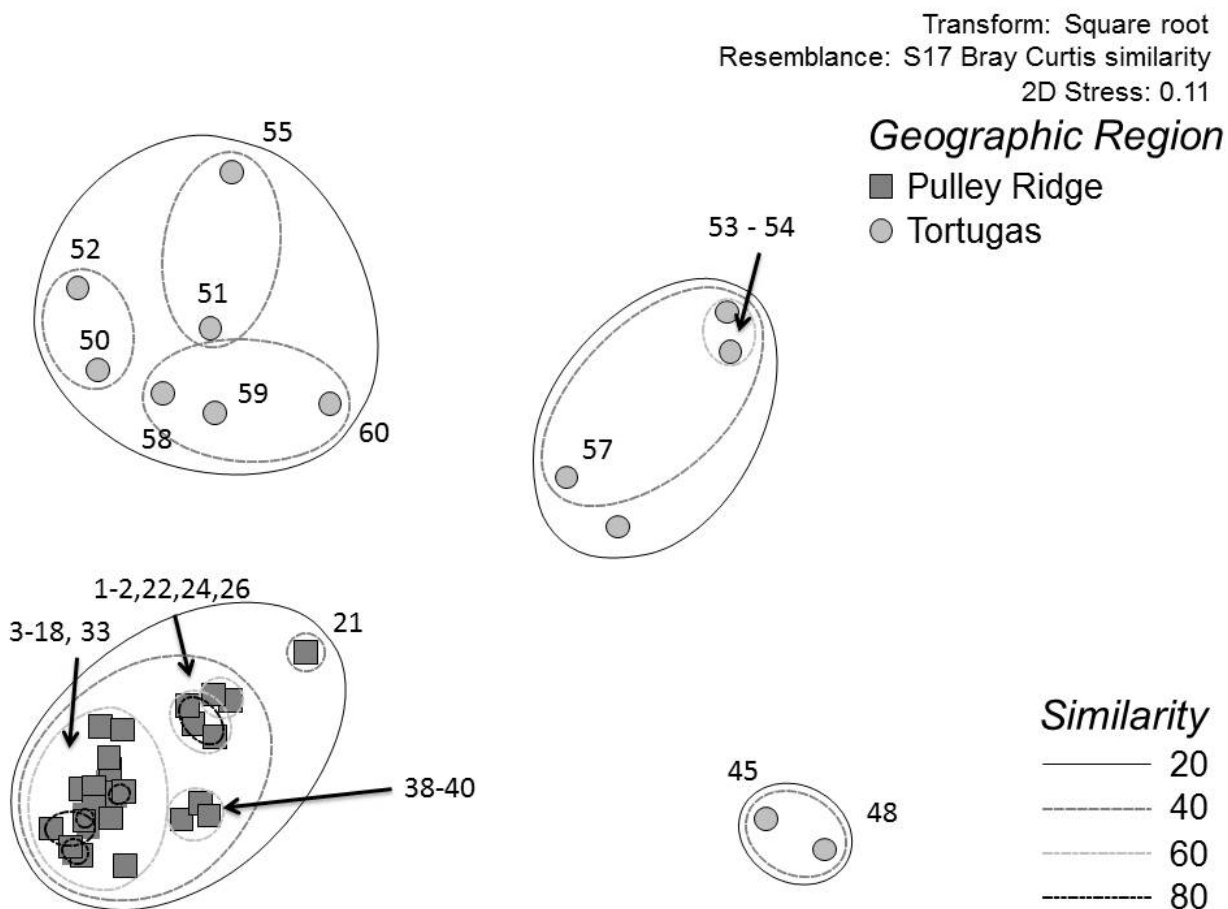 Transform: Square root
Resemblance: S17 Bray Curtis similarity
2D Stress: 0.11
Geographic Region
Pulley Ridge
Tortugas
55
52
51
50
59
58
60
53 - 54
57
1-2,22,24,26
3-18, 33
21
38-40
45
48
Similarity
20
40
60
80